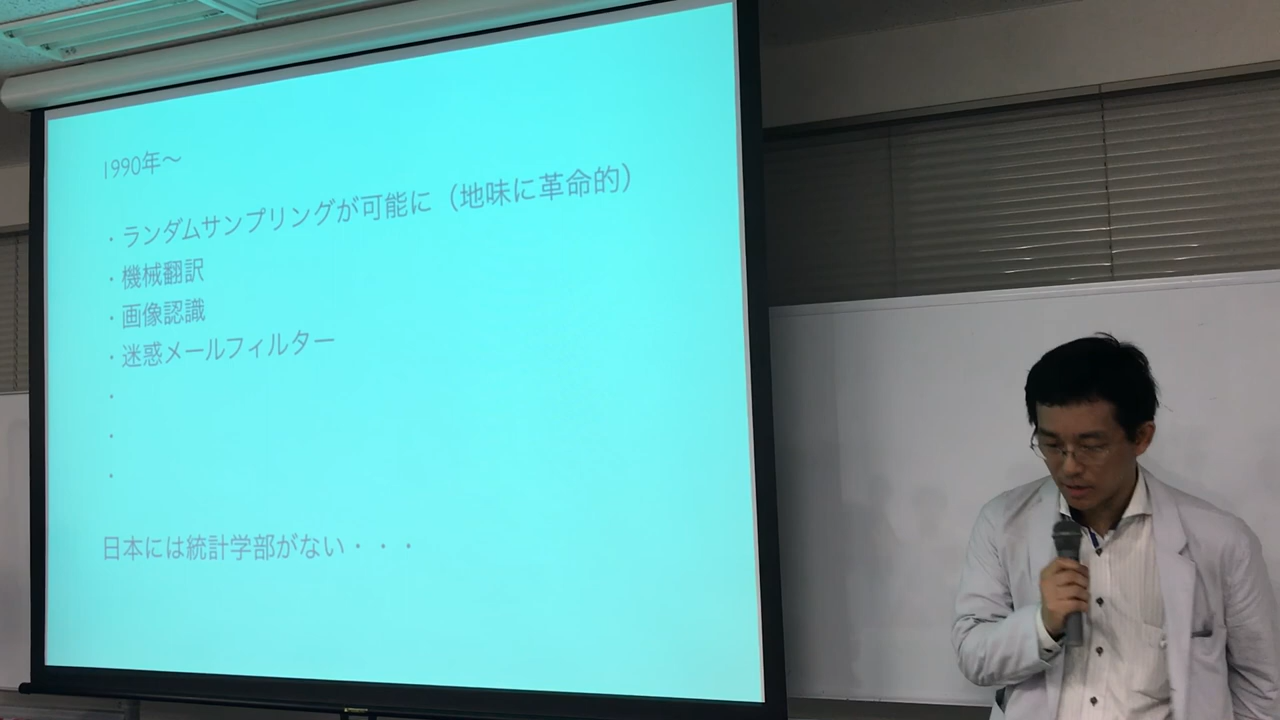 1990年〜
・ランダムサンプリングが可能に（地味に革命的）
・機械翻訳
・画像認識
・迷惑メールフィルター
・
・
・
日本には統計学部がない・・・